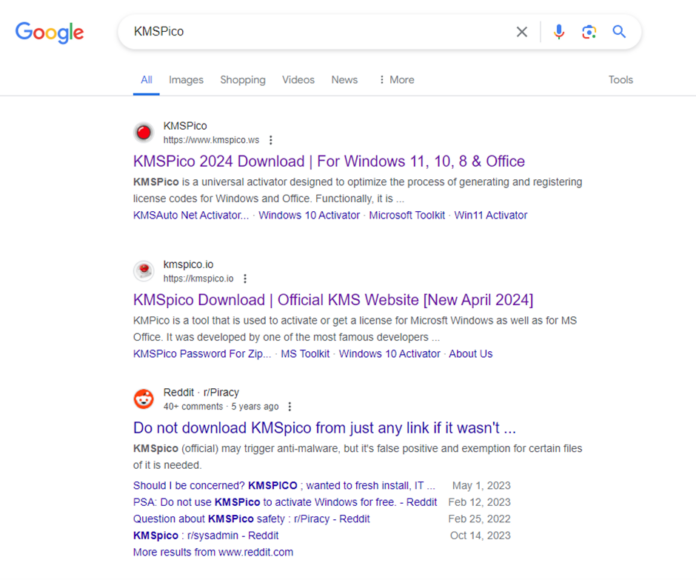 Google
KMSPico
All Images Shopping Videos News More Tools
KMSPico
https://www.kmspico.ws
KMSPico 2024 Download | For Windows 11, 10, 8 & Office
KMSPico is a universal activator designed to optimize the process of generating and registering
license codes for Windows and Office. Functionally, it is ...
KMSAuto Net Activator... · Windows 10 Activator · Microsoft Toolkit · Win11 Activator
kmspico.io
https://kmspico.io
KMSpico Download | Official KMS Website [New April 2024]
KMPico is a tool that is used to activate or get a license for Microsft Windows as well as for MS
Office. It was developed by one of the most famous developers ...
KMSPico Password For Zip... · MS Toolkit · Windows 10 Activator · About Us
Reddit · r/Piracy
40+ comments · 5 years ago
Do not download KMSpico from just any link if it wasn't ...
KMSpico (official) may trigger anti-malware, but it's false positive and exemption for certain files
of it is needed.
Should I be concerned? KMSPICO ; wanted to fresh install, IT ... May 1, 2023
PSA: Do not use KMSpico to activate Windows for free. - Reddit Feb 12, 2023
Question about KMSPico safety : r/Piracy - Reddit Feb 25, 2022
KMSpico : r/sysadmin - Reddit Oct 14, 2023
More results from www.reddit.com